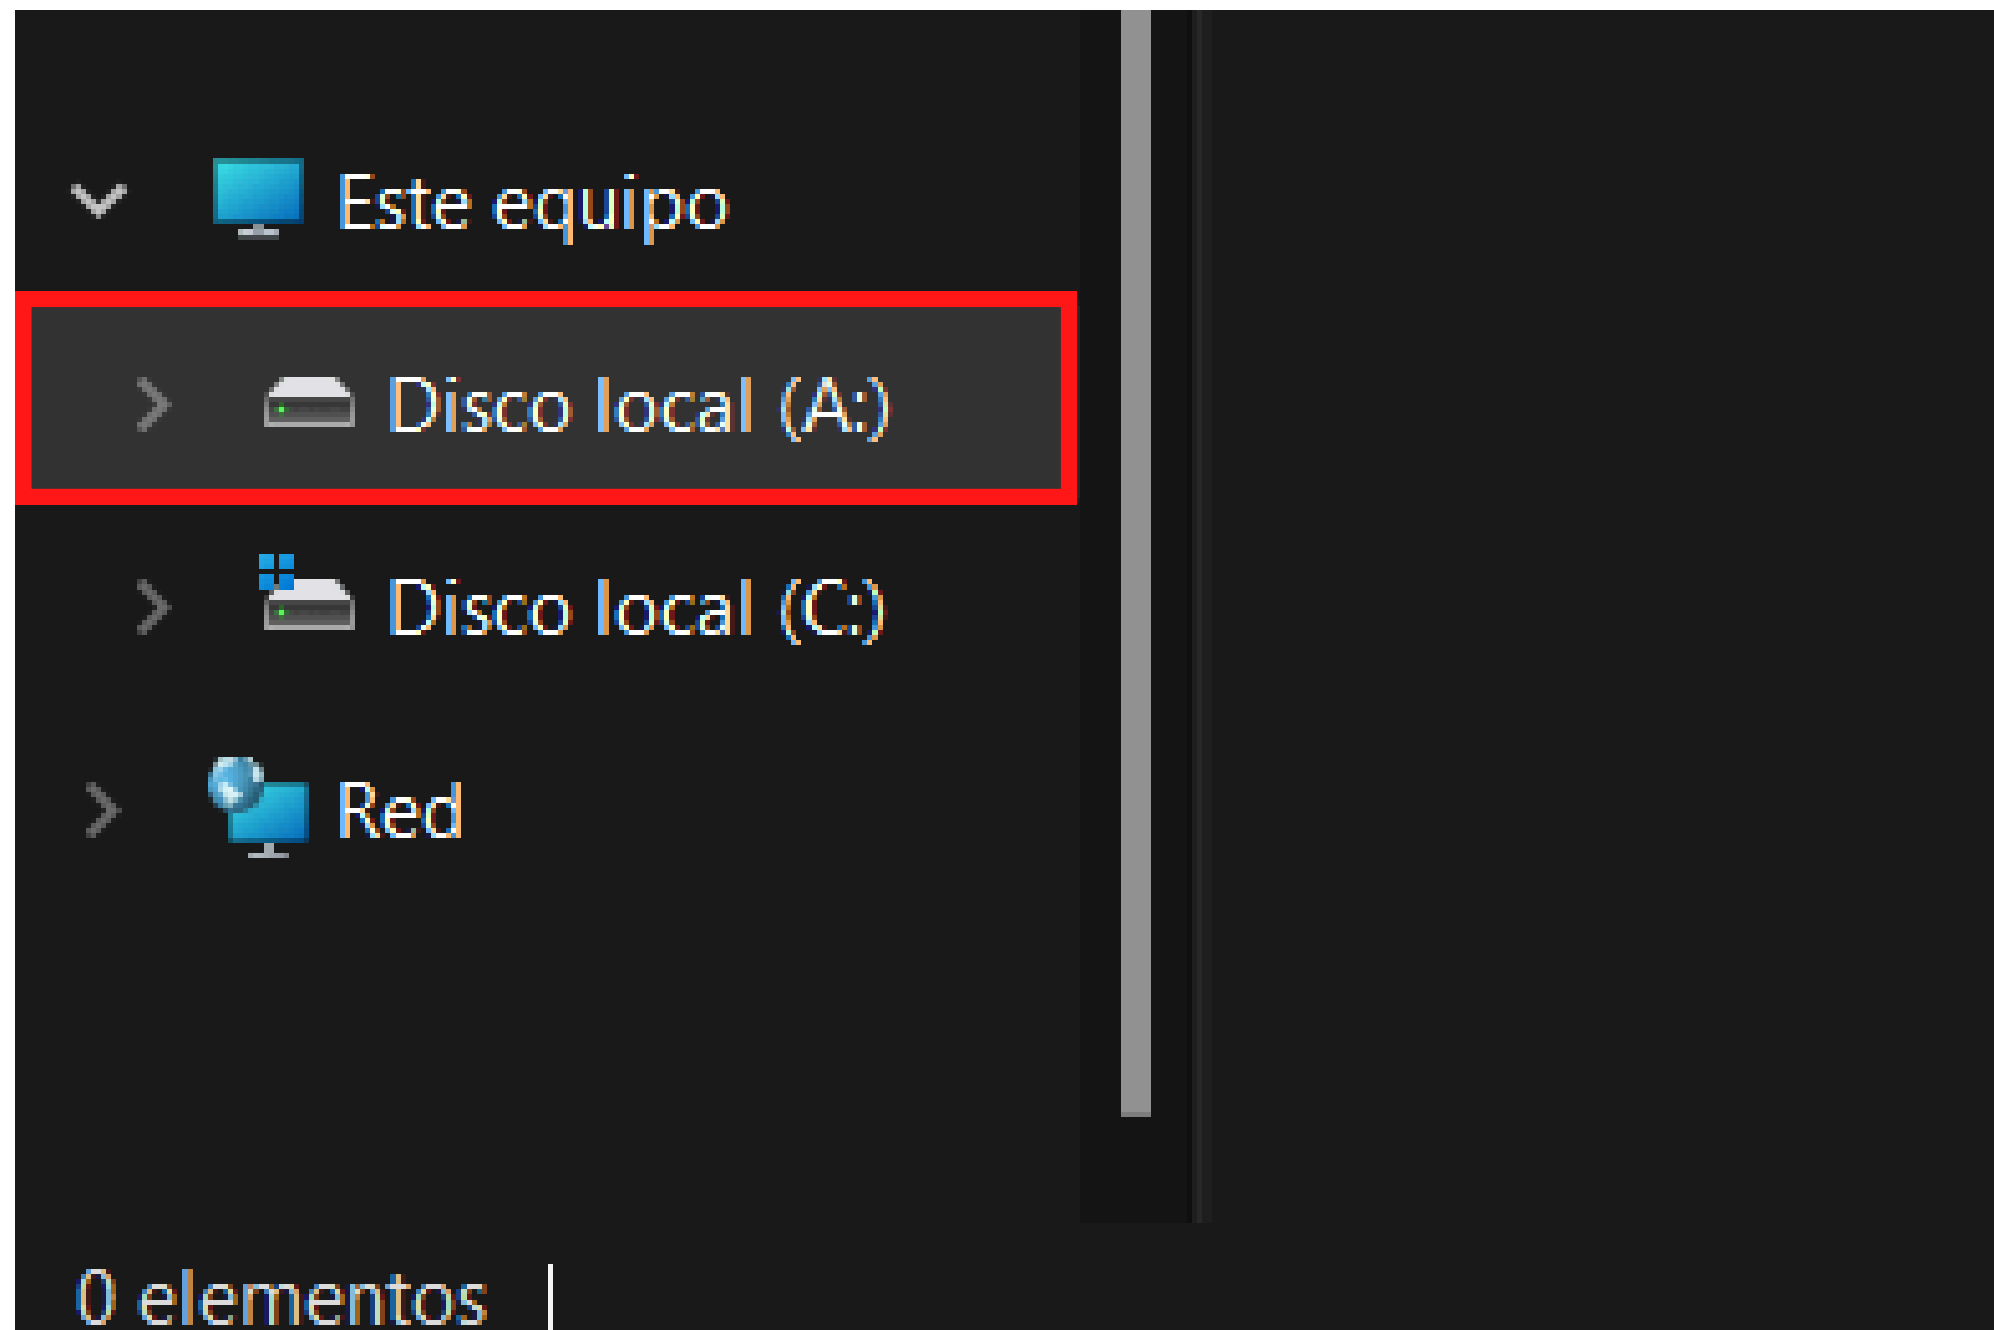 Este equipo
Disco local (A:)
Disco local (C:)
Red
0 elementos